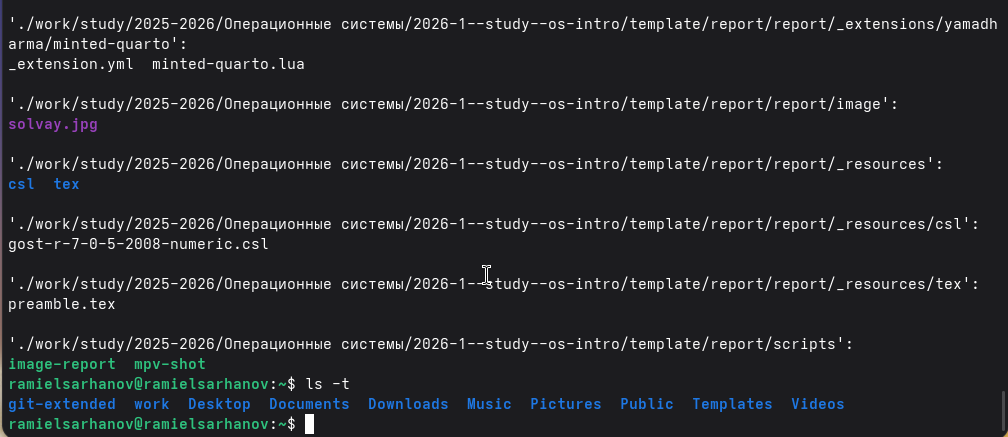 './work/study/2025-2026/Операционные системы/2026-1--study--os-intro/template/report/report/_extensions/yamadh
arma/minted-quarto':
_extension.yml  minted-quarto.lua
'./work/study/2025-2026/Операционные системы/2026-1--study--os-intro/template/report/report/image':
solvay.jpg
'./work/study/2025-2026/Операционные системы/2026-1--study--os-intro/template/report/report/_resources':
csl  tex
'./work/study/2025-2026/Операционные системы/2026-1--study--os-intro/template/report/report/_resources/csl':
gost-r-7-0-5-2008-numeric.csl
'./work/study/2025-2026/Операционные системы/2026-1--study--os-intro/template/report/report/_resources/tex':
preamble.tex
'./work/study/2025-2026/Операционные системы/2026-1--study--os-intro/template/report/scripts':
image-report  mpv-shot
ramielsarhanov@ramielsarhanov:~$ ls -t
git-extended  work  Desktop  Documents  Downloads  Music  Pictures  Public  Templates  Videos
ramielsarhanov@ramielsarhanov:~$